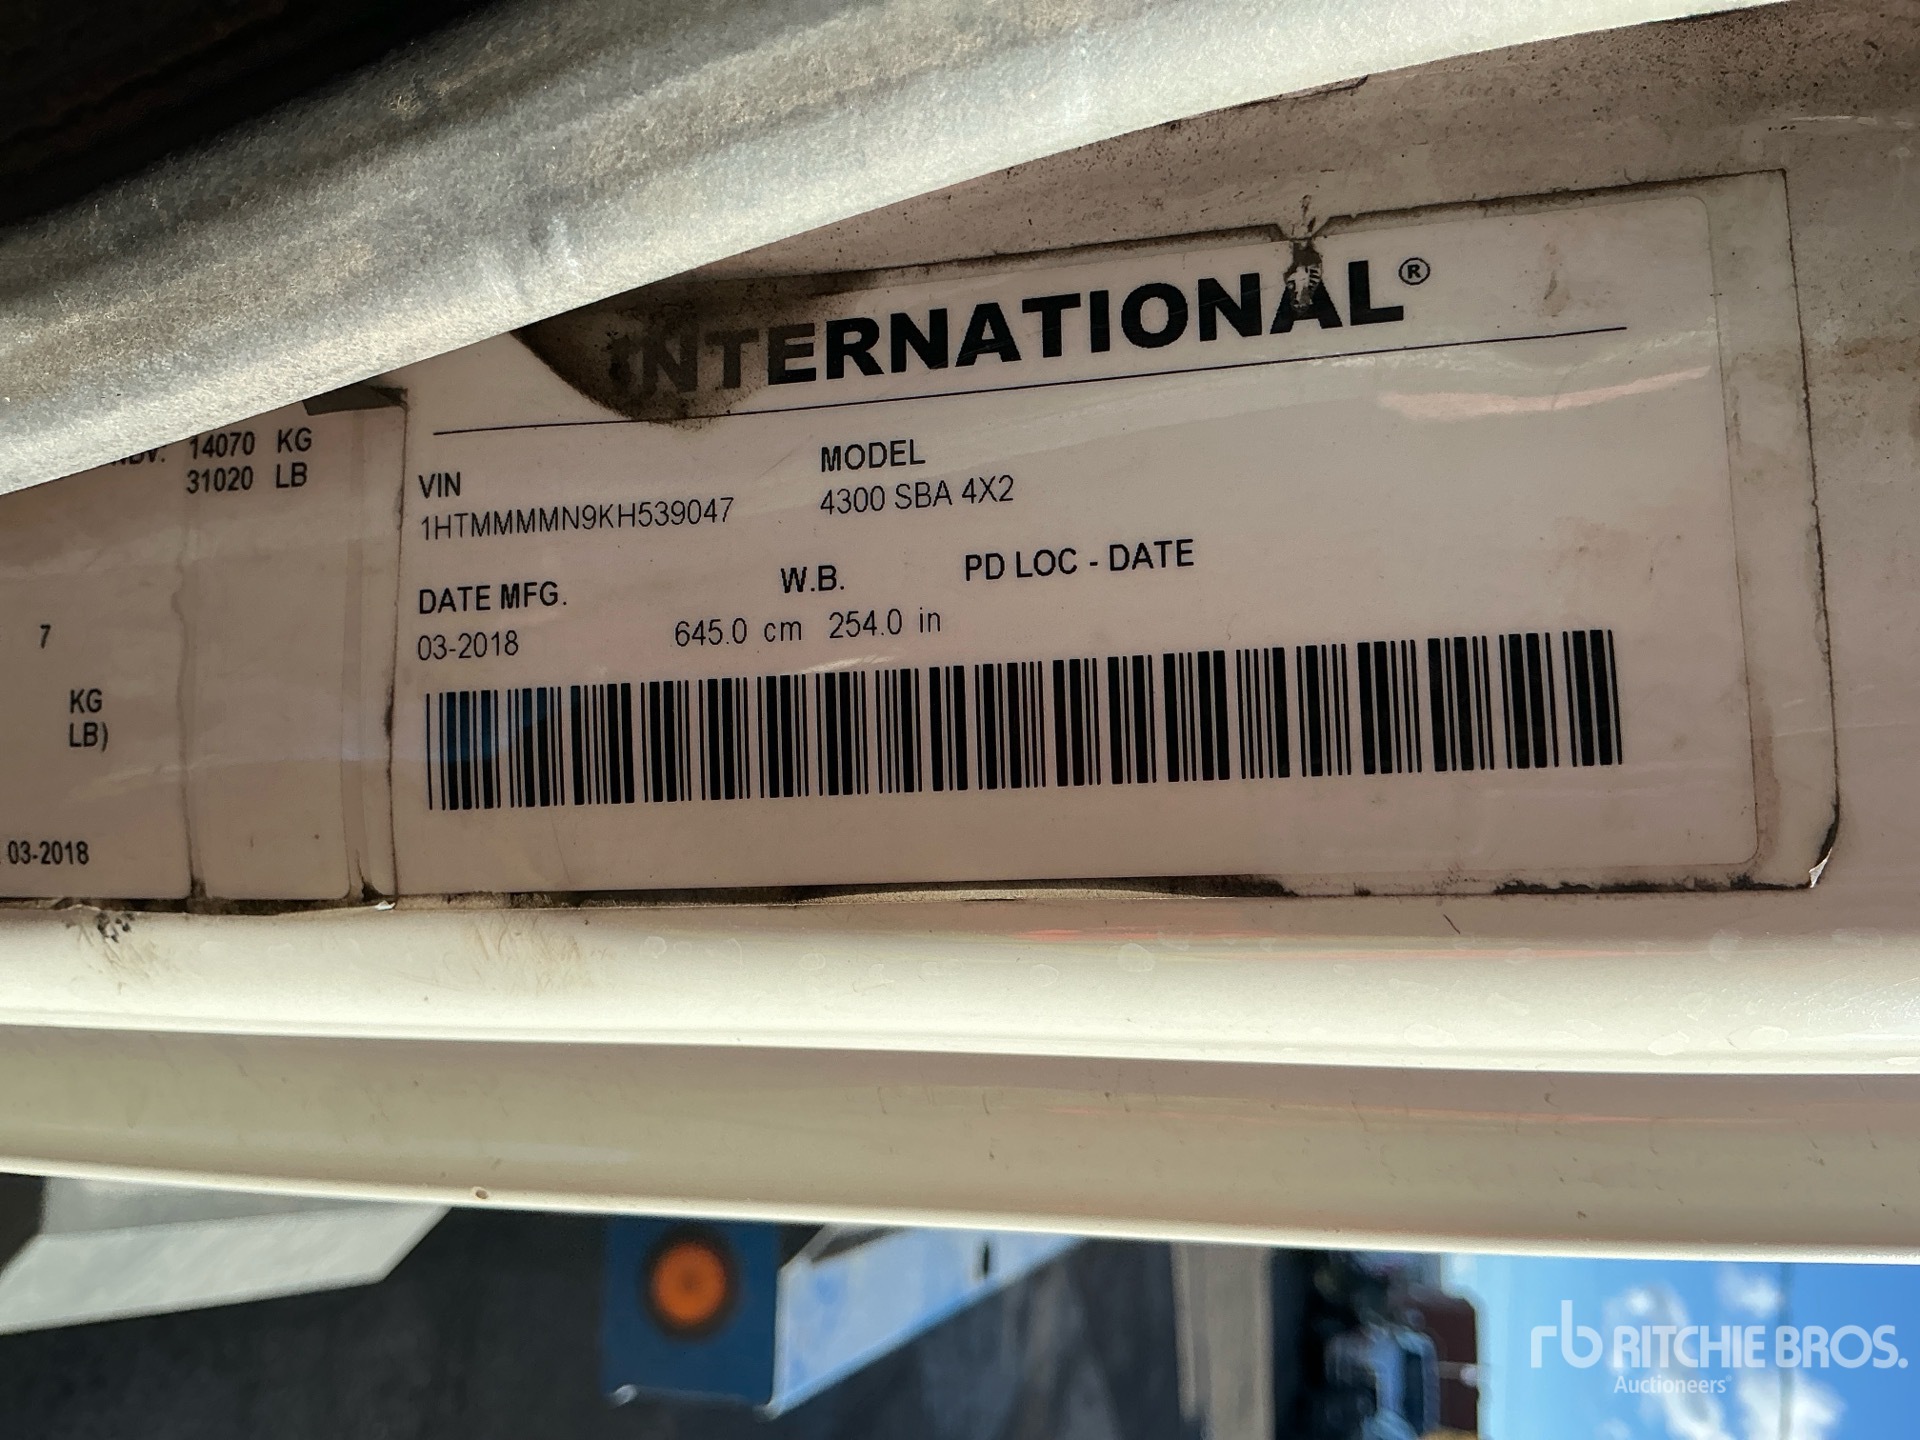 INTERNATIONAL®
14070 KG
31020 LB
7
KG
LB)
03-2018
VIN
1HTMMMMN9KH539047
MODEL
4300 SBA 4X2
DATE MFG.
03-2018
W.B.
645.0 cm 254.0 in
PD LOC - DATE
rb RITCHIE BROS.
Auctioneers